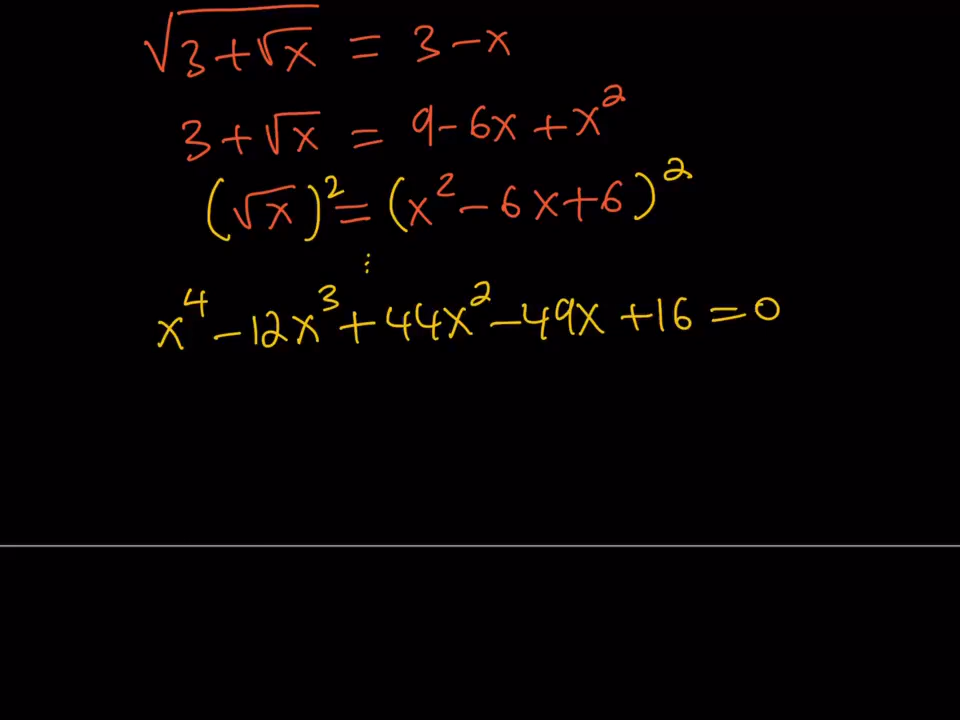 √(3+√x) = 3-x
3+√x = 9-6x+x²
(√x)² = (x²-6x+6)²
⋮
x⁴-12x³+44x²-49x+16=0